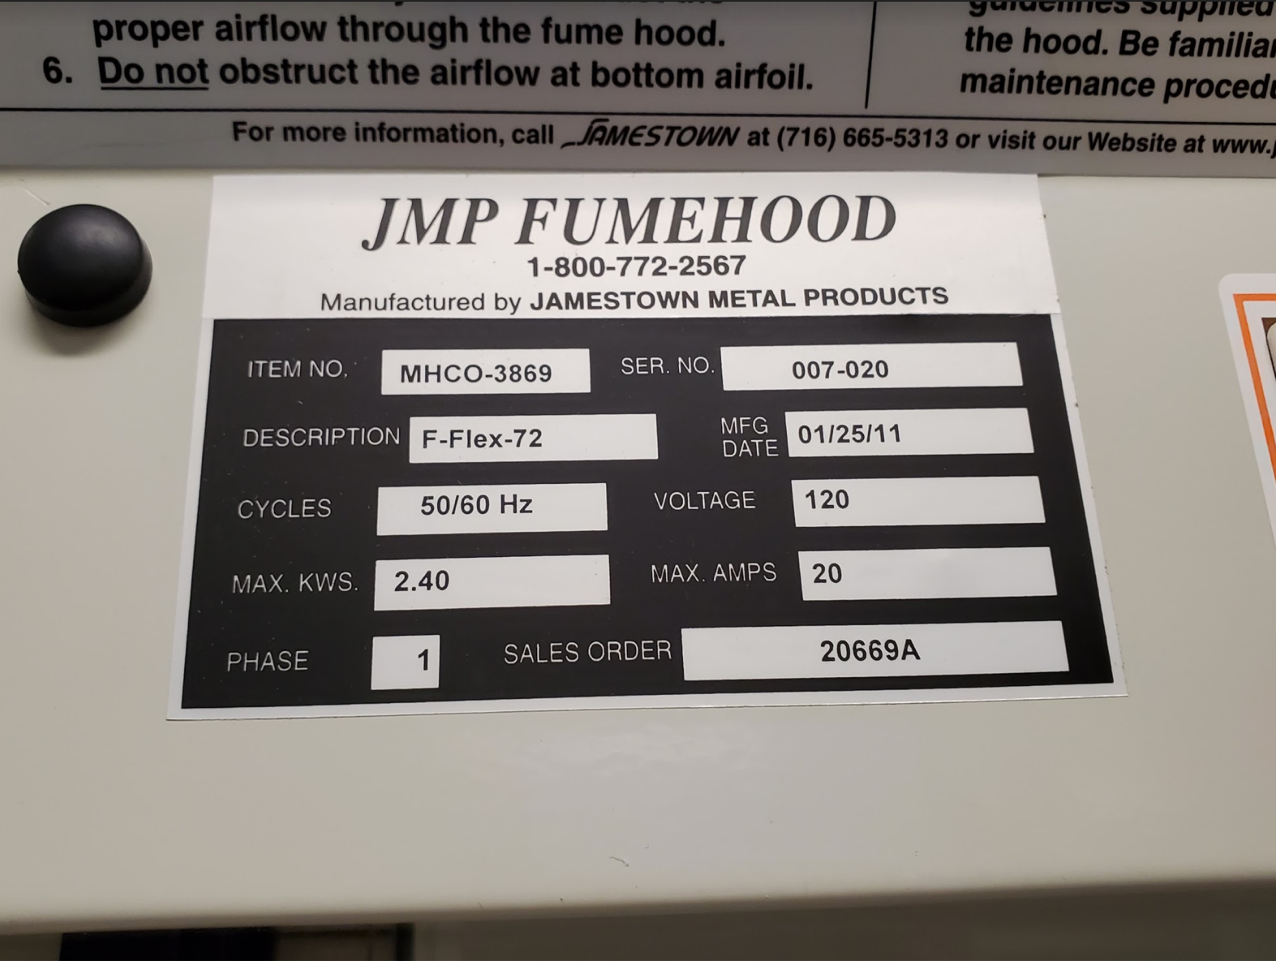 proper airflow through the fume hood.
6. Do not obstruct the airflow at bottom airfoil.
guidelines supplied
the hood. Be familiar
maintenance procedu
For more information, call JAMESTOWN at (716) 665-5313 or visit our Website at www.j
JMP FUMEHOOD
1-800-772-2567
Manufactured by JAMESTOWN METAL PRODUCTS
ITEM NO. MHCO-3869 SER. NO. 007-020
DESCRIPTION F-Flex-72 MFG DATE 01/25/11
CYCLES 50/60 Hz VOLTAGE 120
MAX. KWS. 2.40 MAX. AMPS 20
PHASE 1 SALES ORDER 20669A